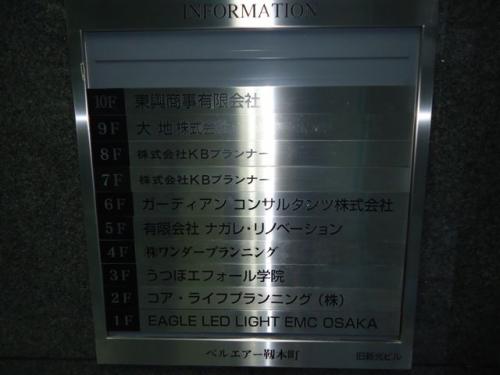 INFORMATION
10F 東興商事有限会社
9F 大地株式会社
8F 株式会社KBプランナー
7F 株式会社KBプランナー
6F ガーディアン コンサルタンツ株式会社
5F 有限会社 ナガレ・リノベーション
4F ㈱ワンダープランニング
3F うつぼエフォール学院
2F コア・ライフプランニング(株)
1F EAGLE LED LIGHT EMC OSAKA
ベルエアー靱本町 旧新光ビル